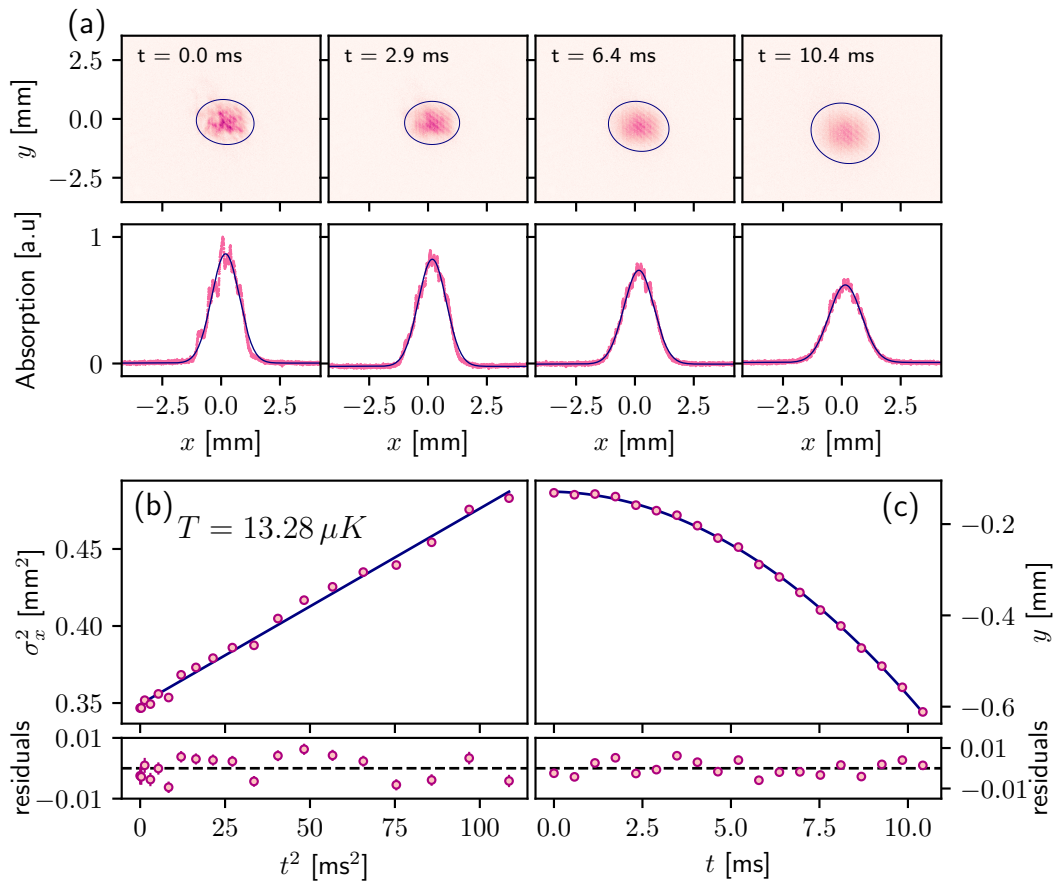 (a)
t = 0.0 ms
t = 2.9 ms
t = 6.4 ms
t = 10.4 ms
2.5
0.0
−2.5
y [mm]
1
0
Absorption [a.u]
−2.5 0.0 2.5
−2.5 0.0 2.5
−2.5 0.0 2.5
−2.5 0.0 2.5
x [mm]
x [mm]
x [mm]
x [mm]
(b)
T = 13.28 μK
0.45
0.40
0.35
σ²ₓ [mm²]
0.01
−0.01
residuals
0 25 50 75 100
t² [ms²]
(c)
−0.2
−0.4
−0.6
y [mm]
0.01
−0.01
residuals
0.0 2.5 5.0 7.5 10.0
t [ms]